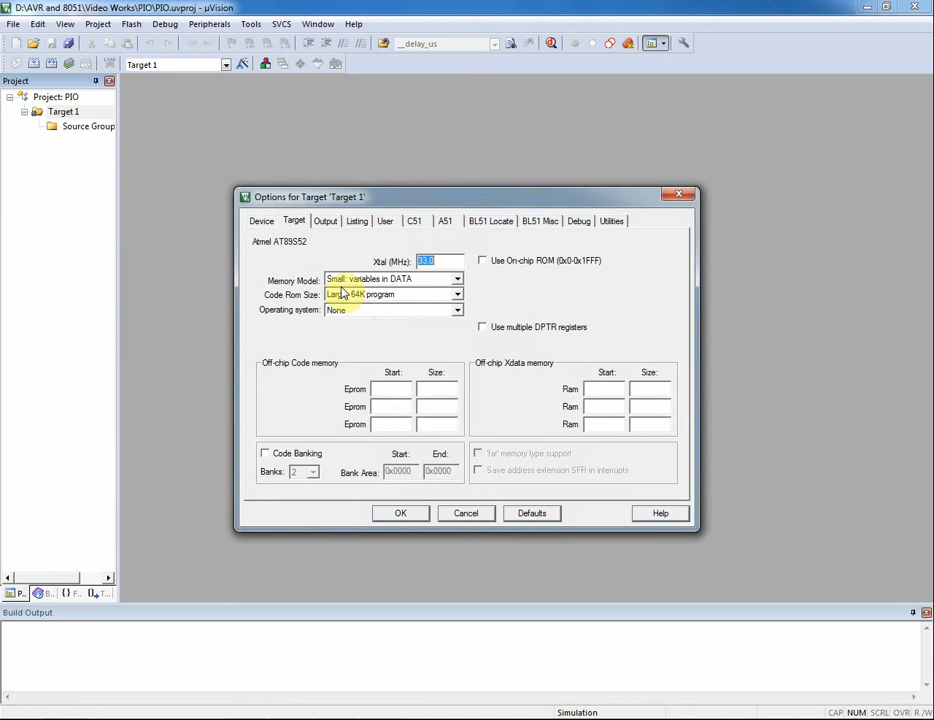 D:\AVR and 8051\Video Works\PIO\PIO.uvproj - µVision
File Edit View Project Flash Debug Peripherals Tools SVCS Window Help
__delay_us
Target 1
Project
Project: PIO
Target 1
Source Group
Options for Target 'Target 1'
Device Target Output Listing User C51 A51 BL51 Locate BL51 Misc Debug Utilities
Atmel AT89S52
Xtal (MHz): 33.0
Use On-chip ROM (0x0-0x1FFF)
Memory Model: Small: variables in DATA
Code Rom Size: Large: 64K program
Operating system: None
Use multiple DPTR registers
Off-chip Code memory
Start: Size:
Eprom
Eprom
Eprom
Off-chip Xdata memory
Start: Size:
Ram
Ram
Ram
Code Banking Start: End:
Banks: 2 Bank Area: 0x0000 0x0000
'far' memory type support
Save address extension SFR in interrupts
OK Cancel Defaults Help
P.. B.. {} F.. 0→ T...
Build Output
Simulation
CAP NUM SCRL OVR R/W